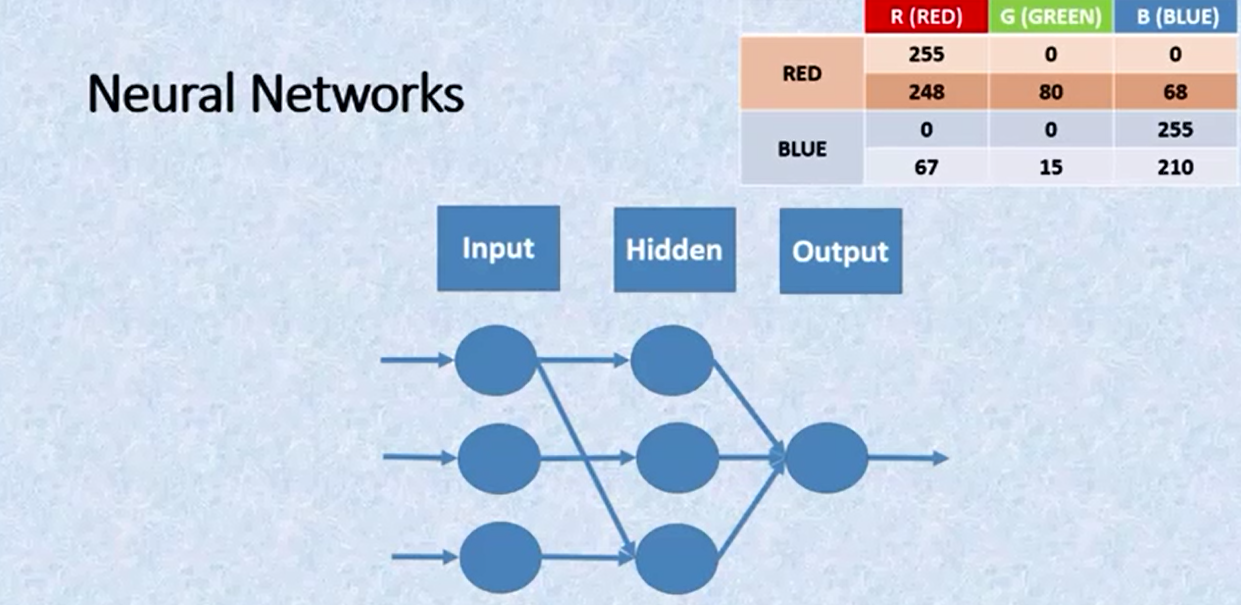 Neural Networks
R (RED) G (GREEN) B (BLUE)
RED
255 0 0
248 80 68
BLUE
0 0 255
67 15 210
Input Hidden Output